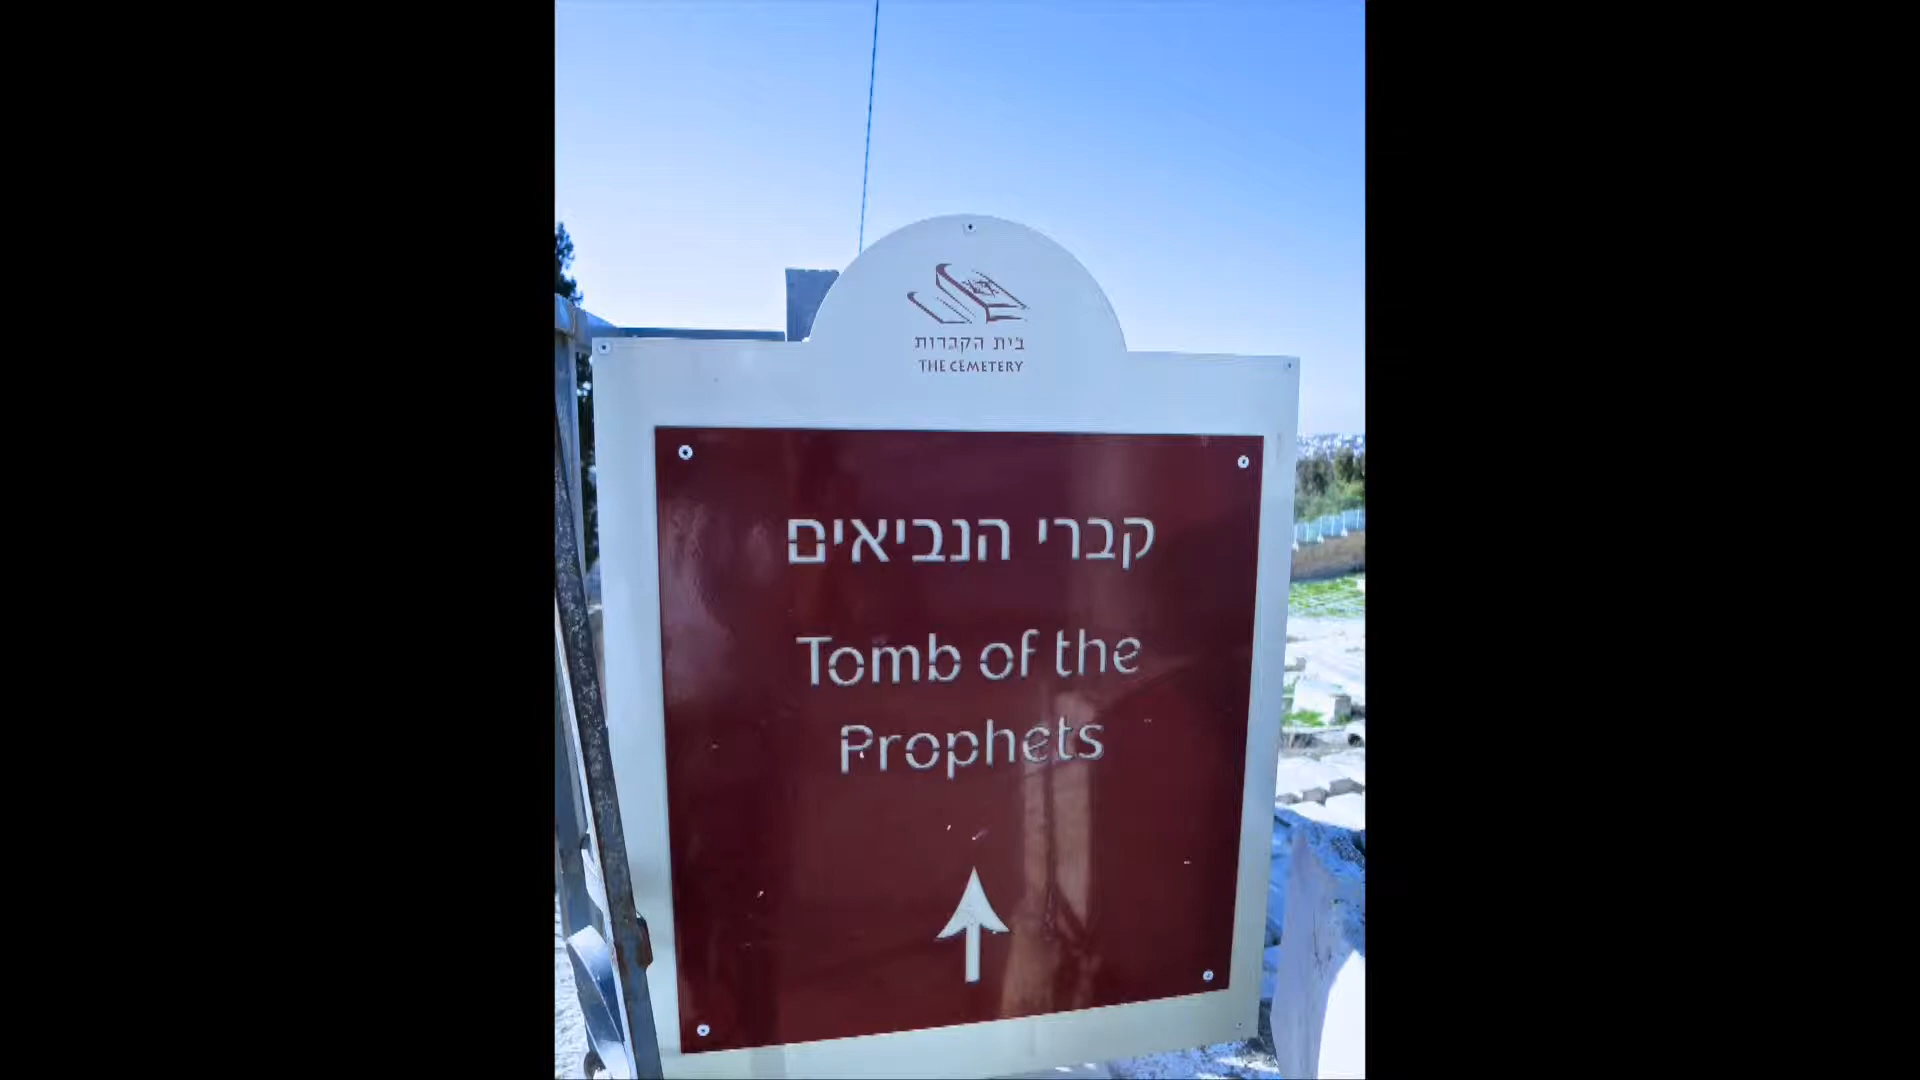 בית הקברות
THE CEMETERY
קברי הנביאים
Tomb of the
Prophets